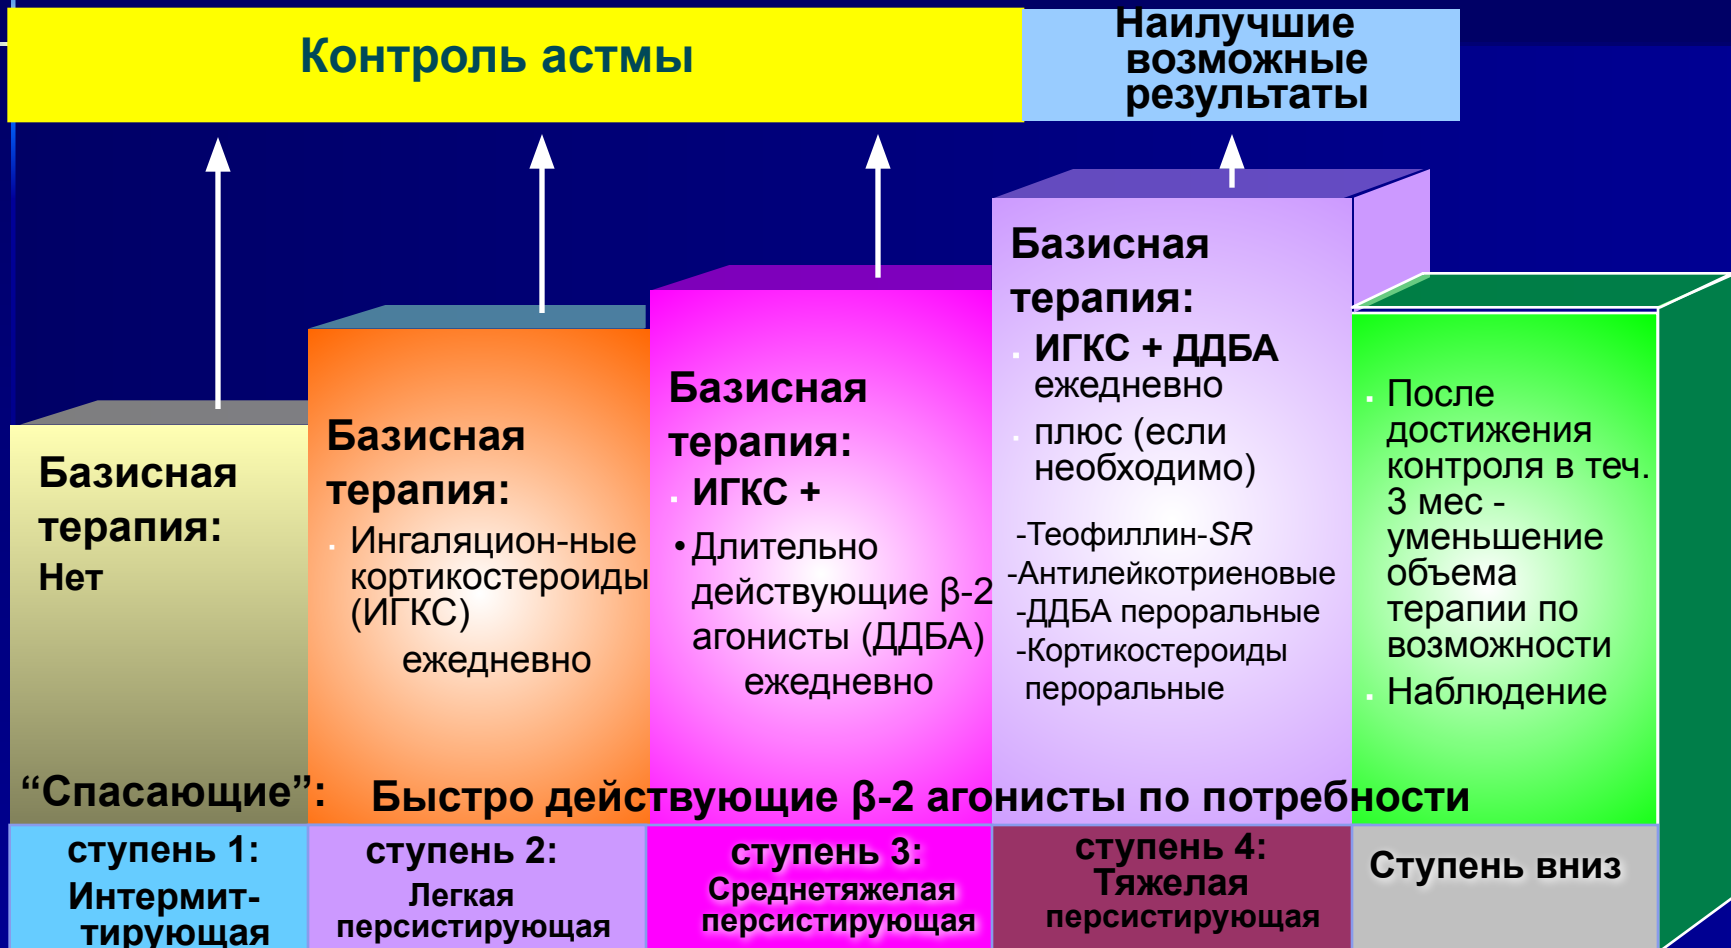 Контроль астмы
Наилучшие
возможные
результаты
Базисная
терапия:
Нет
Базисная
терапия:
Ингаляцион-ные
кортикостероиды
(ИГКС)
ежедневно
Базисная
терапия:
ИГКС +
•Длительно
действующие β-2
агонисты (ДДБА)
ежедневно
Базисная
терапия:
ИГКС + ДДБА
ежедневно
плюс (если
необходимо)
-Теофиллин-SR
-Антилейкотриеновые
-ДДБА пероральные
-Кортикостероиды
пероральные
После
достижения
контроля в теч.
3 мес -
уменьшение
объема
терапии по
возможности
Наблюдение
“Спасающие”: Быстро действующие β-2 агонисты по потребности
ступень 1:
Интермит-
тирующая
ступень 2:
Легкая
персистирующая
ступень 3:
Среднетяжелая
персистирующая
ступень 4:
Тяжелая
персистирующая
Ступень вниз